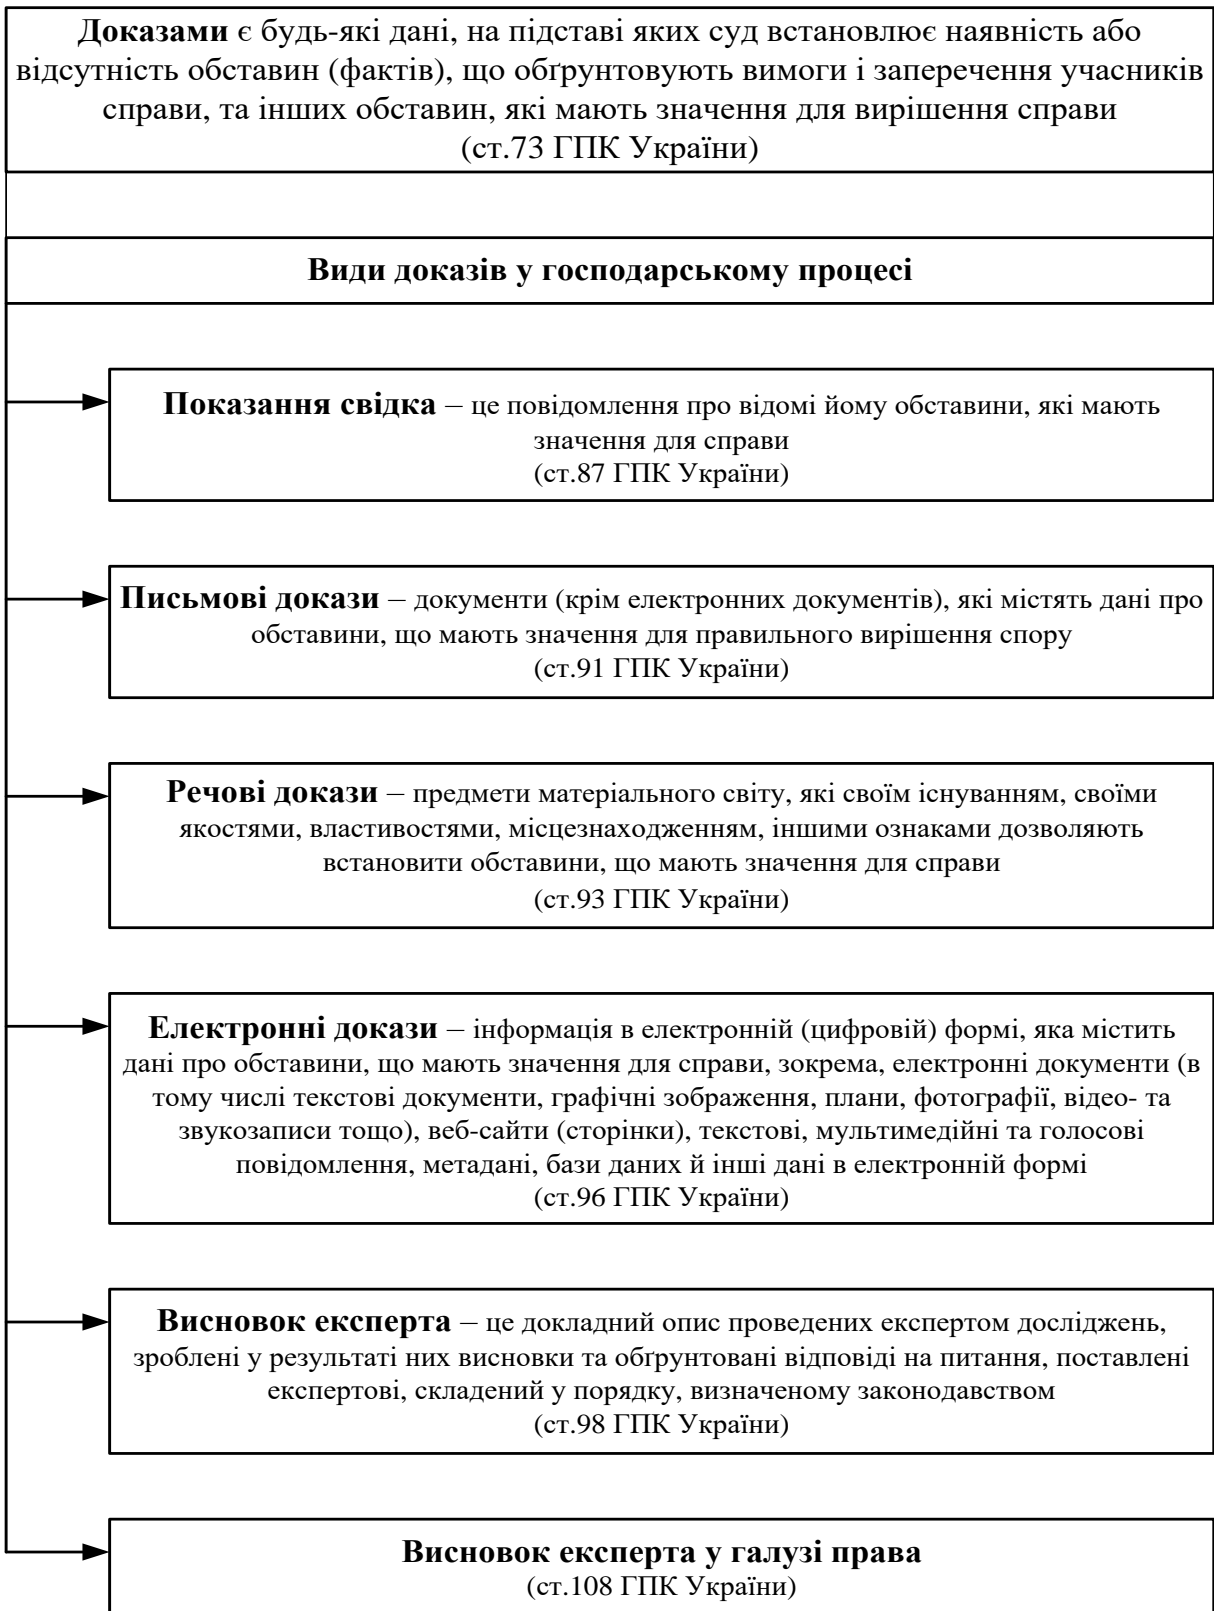 Доказами є будь-які дані, на підставі яких суд встановлює наявність або
відсутність обставин (фактів), що обґрунтовують вимоги і заперечення учасників
справи, та інших обставин, які мають значення для вирішення справи
(ст.73 ГПК України)
Види доказів у господарському процесі
Показання свідка – це повідомлення про відомі йому обставини, які мають
значення для справи
(ст.87 ГПК України)
Письмові докази – документи (крім електронних документів), які містять дані про
обставини, що мають значення для правильного вирішення спору
(ст.91 ГПК України)
Речові докази – предмети матеріального світу, які своїм існуванням, своїми
якостями, властивостями, місцезнаходженням, іншими ознаками дозволяють
встановити обставини, що мають значення для справи
(ст.93 ГПК України)
Електронні докази – інформація в електронній (цифровій) формі, яка містить
дані про обставини, що мають значення для справи, зокрема, електронні документи (в
тому числі текстові документи, графічні зображення, плани, фотографії, відео- та
звукозаписи тощо), веб-сайти (сторінки), текстові, мультимедійні та голосові
повідомлення, метадані, бази даних й інші дані в електронній формі
(ст.96 ГПК України)
Висновок експерта – це докладний опис проведених експертом досліджень,
зроблені у результаті них висновки та обґрунтовані відповіді на питання, поставлені
експертові, складений у порядку, визначеному законодавством
(ст.98 ГПК України)
Висновок експерта у галузі права
(ст.108 ГПК України)